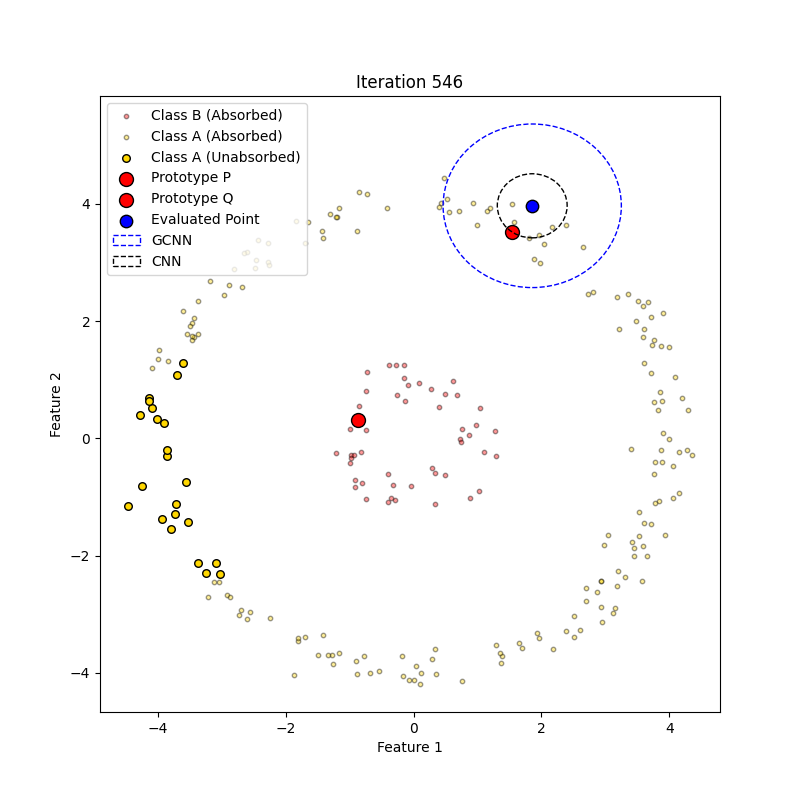 Iteration 546
Class B (Absorbed)
Class A (Absorbed)
Class A (Unabsorbed)
Prototype P
Prototype Q
Evaluated Point
GCNN
CNN
4
2
0
−2
−4
Feature 2
−4 −2 0 2 4
Feature 1